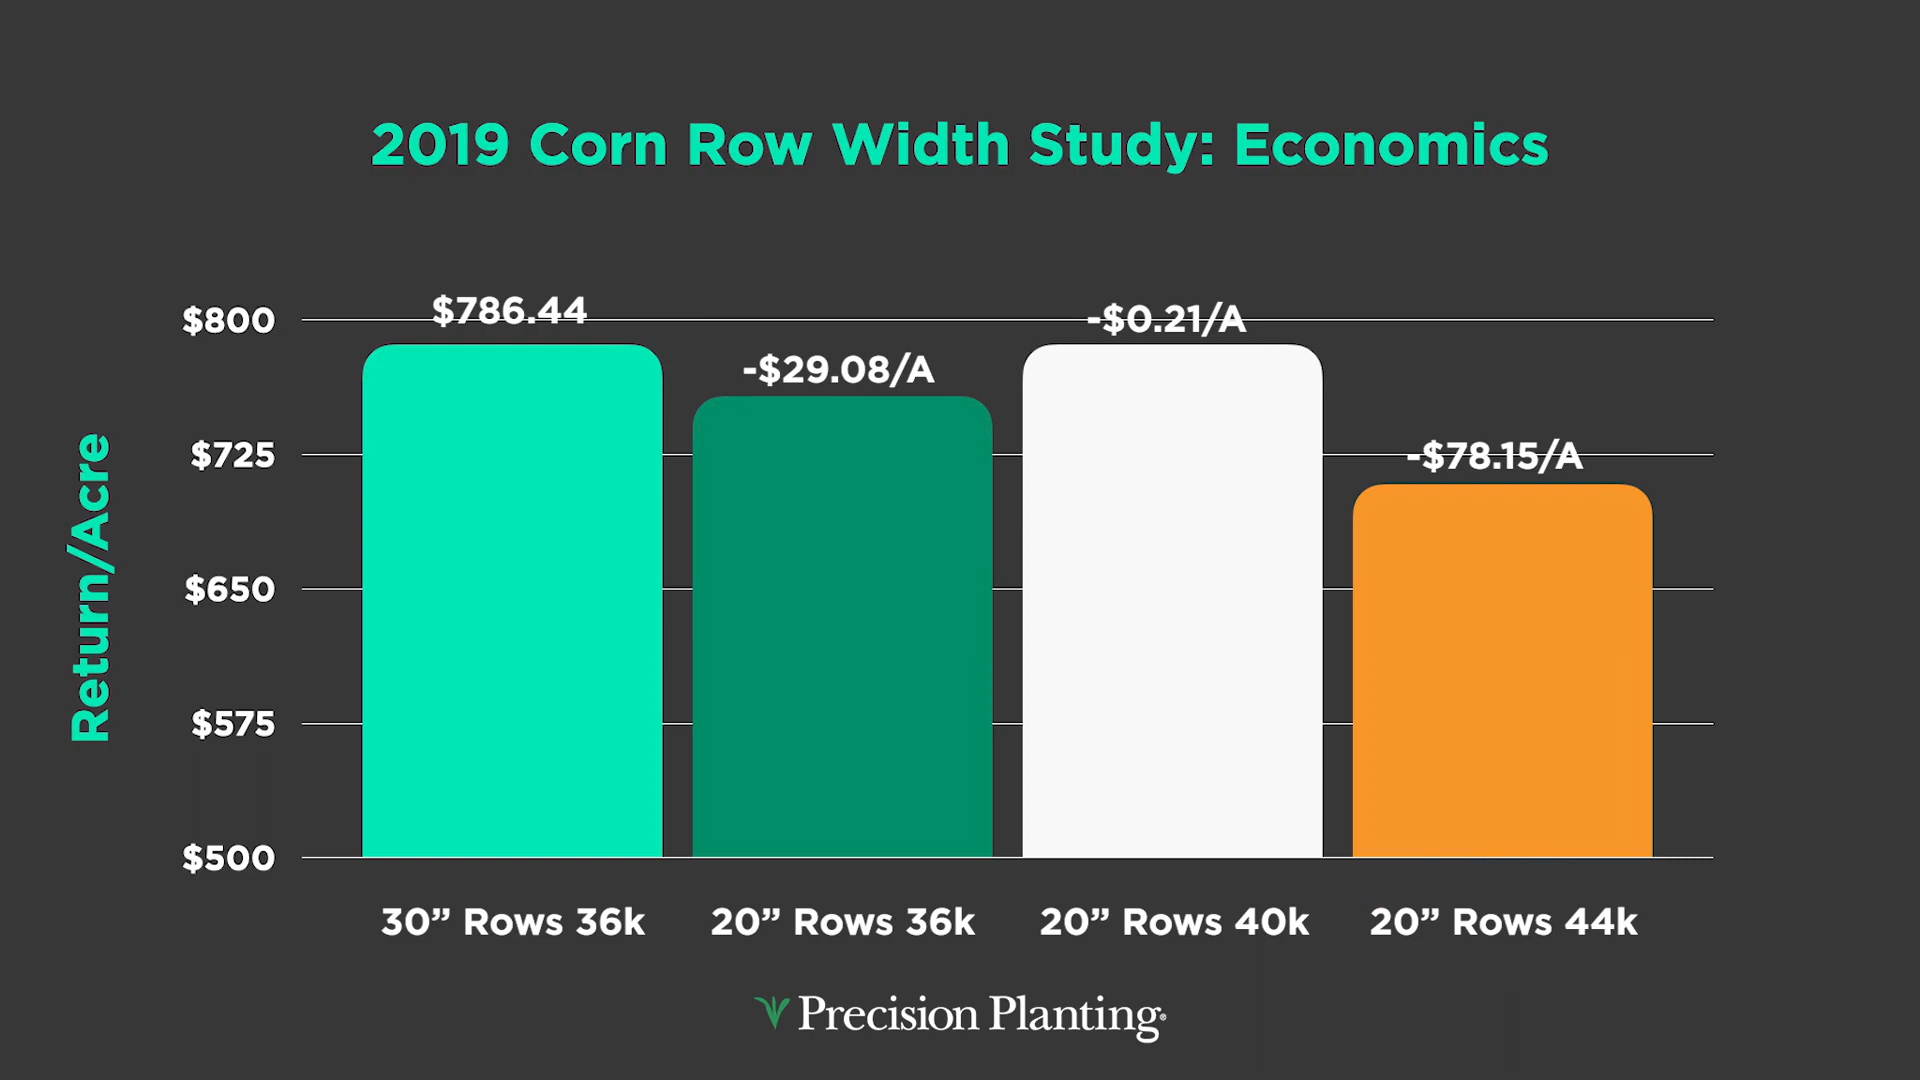 2019 Corn Row Width Study: Economics
Return/Acre
$800
$725
$650
$575
$500
$786.44
-$29.08/A
-$0.21/A
-$78.15/A
30” Rows 36k
20” Rows 36k
20” Rows 40k
20” Rows 44k
Precision Planting®